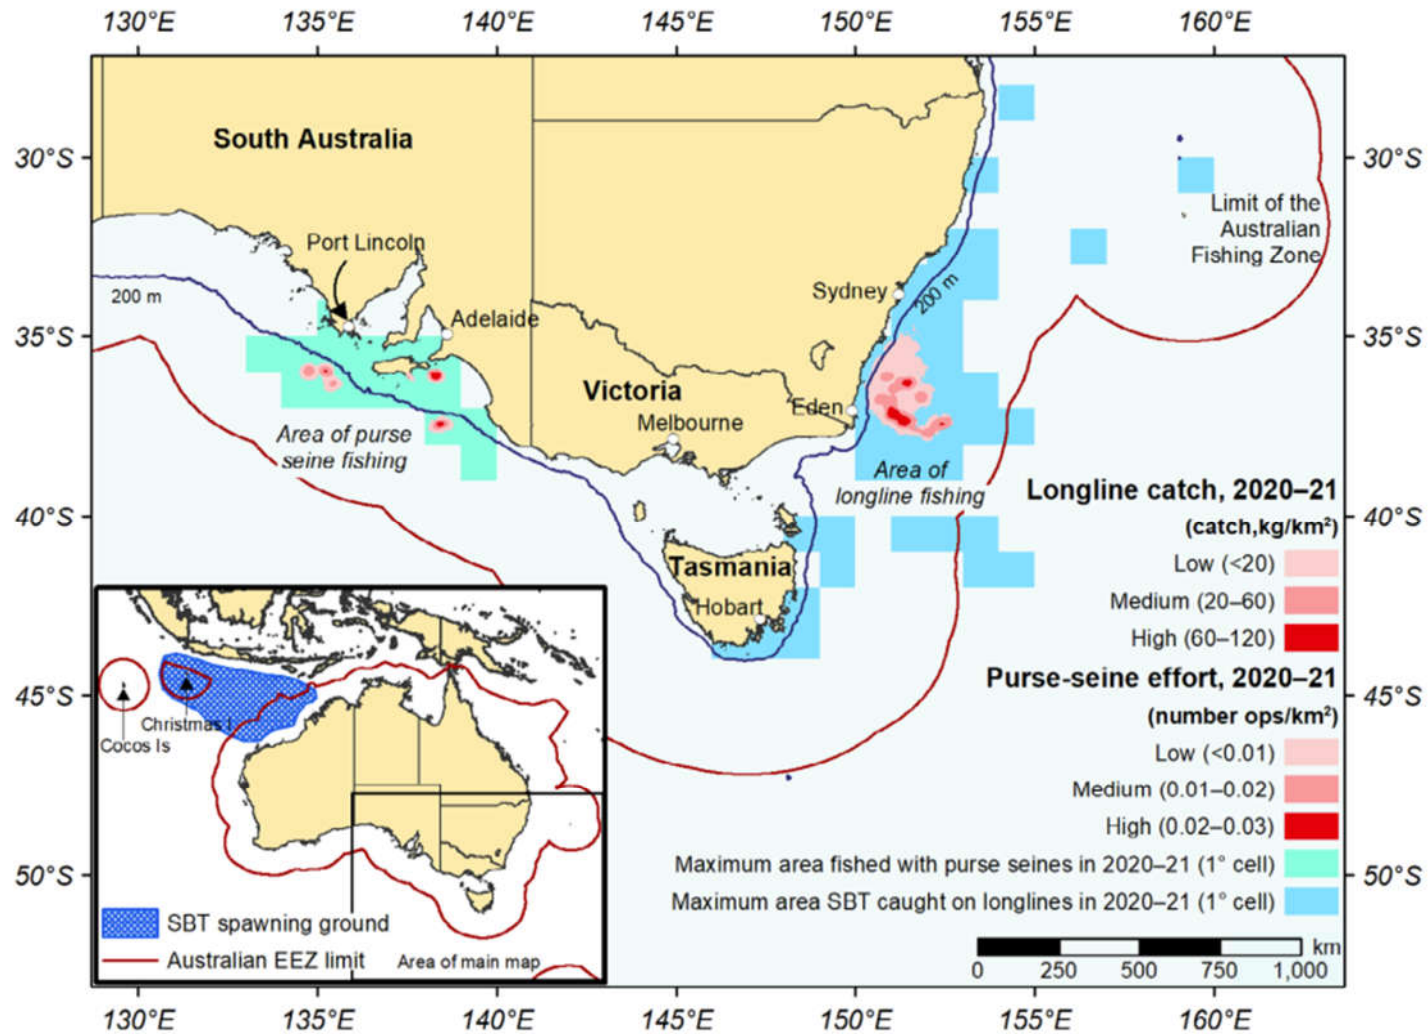 130°E 135°E 140°E 145°E 150°E 155°E 160°E
30°S
30°S
South Australia
Limit of the
Australian
Fishing Zone
Port Lincoln
200 m
Sydney
200 m
Adelaide
35°S
35°S
Victoria
Eden
Melbourne
Area of purse
seine fishing
Area of
longline fishing
Longline catch, 2020–21
(catch,kg/km²)
40°S
40°S
Low (<20)
Tasmania
Medium (20–60)
Hobart
High (60–120)
Purse-seine effort, 2020–21
45°S
45°S
(number ops/km²)
Christmas I
Cocos Is
Low (<0.01)
Medium (0.01–0.02)
High (0.02–0.03)
Maximum area fished with purse seines in 2020–21 (1° cell)
50°S
50°S
Maximum area SBT caught on longlines in 2020–21 (1° cell)
SBT spawning ground
Australian EEZ limit
Area of main map
km
0 250 500 750 1,000
130°E 135°E 140°E 145°E 150°E 155°E 160°E